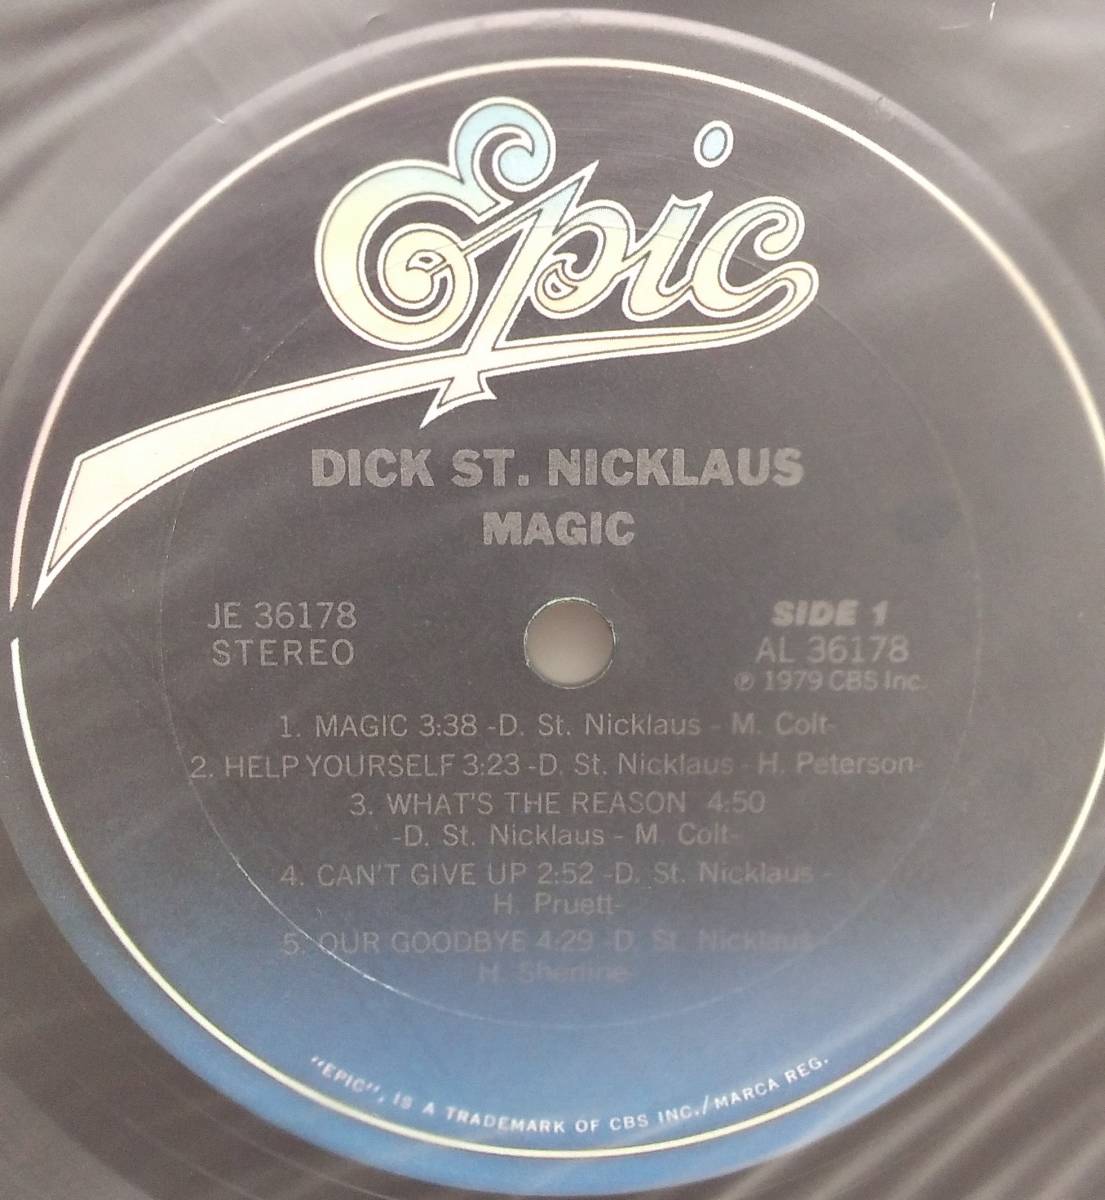 Epic
DICK ST. NICKLAUS
MAGIC
JE 36178
STEREO
SIDE 1
AL 36178
℗ 1979 CBS Inc.
1. MAGIC 3:38 -D. St. Nicklaus - M. Colt-
2. HELP YOURSELF 3:23 -D. St. Nicklaus - H. Peterson-
3. WHAT'S THE REASON 4:50
-D. St. Nicklaus - M. Colt-
4. CAN'T GIVE UP 2:52 -D. St. Nicklaus -
H. Pruett-
5. OUR GOODBYE 4:29 -D. St. Nicklaus -
H.
"EPIC", IS A TRADEMARK OF CBS INC./MARCA REG.